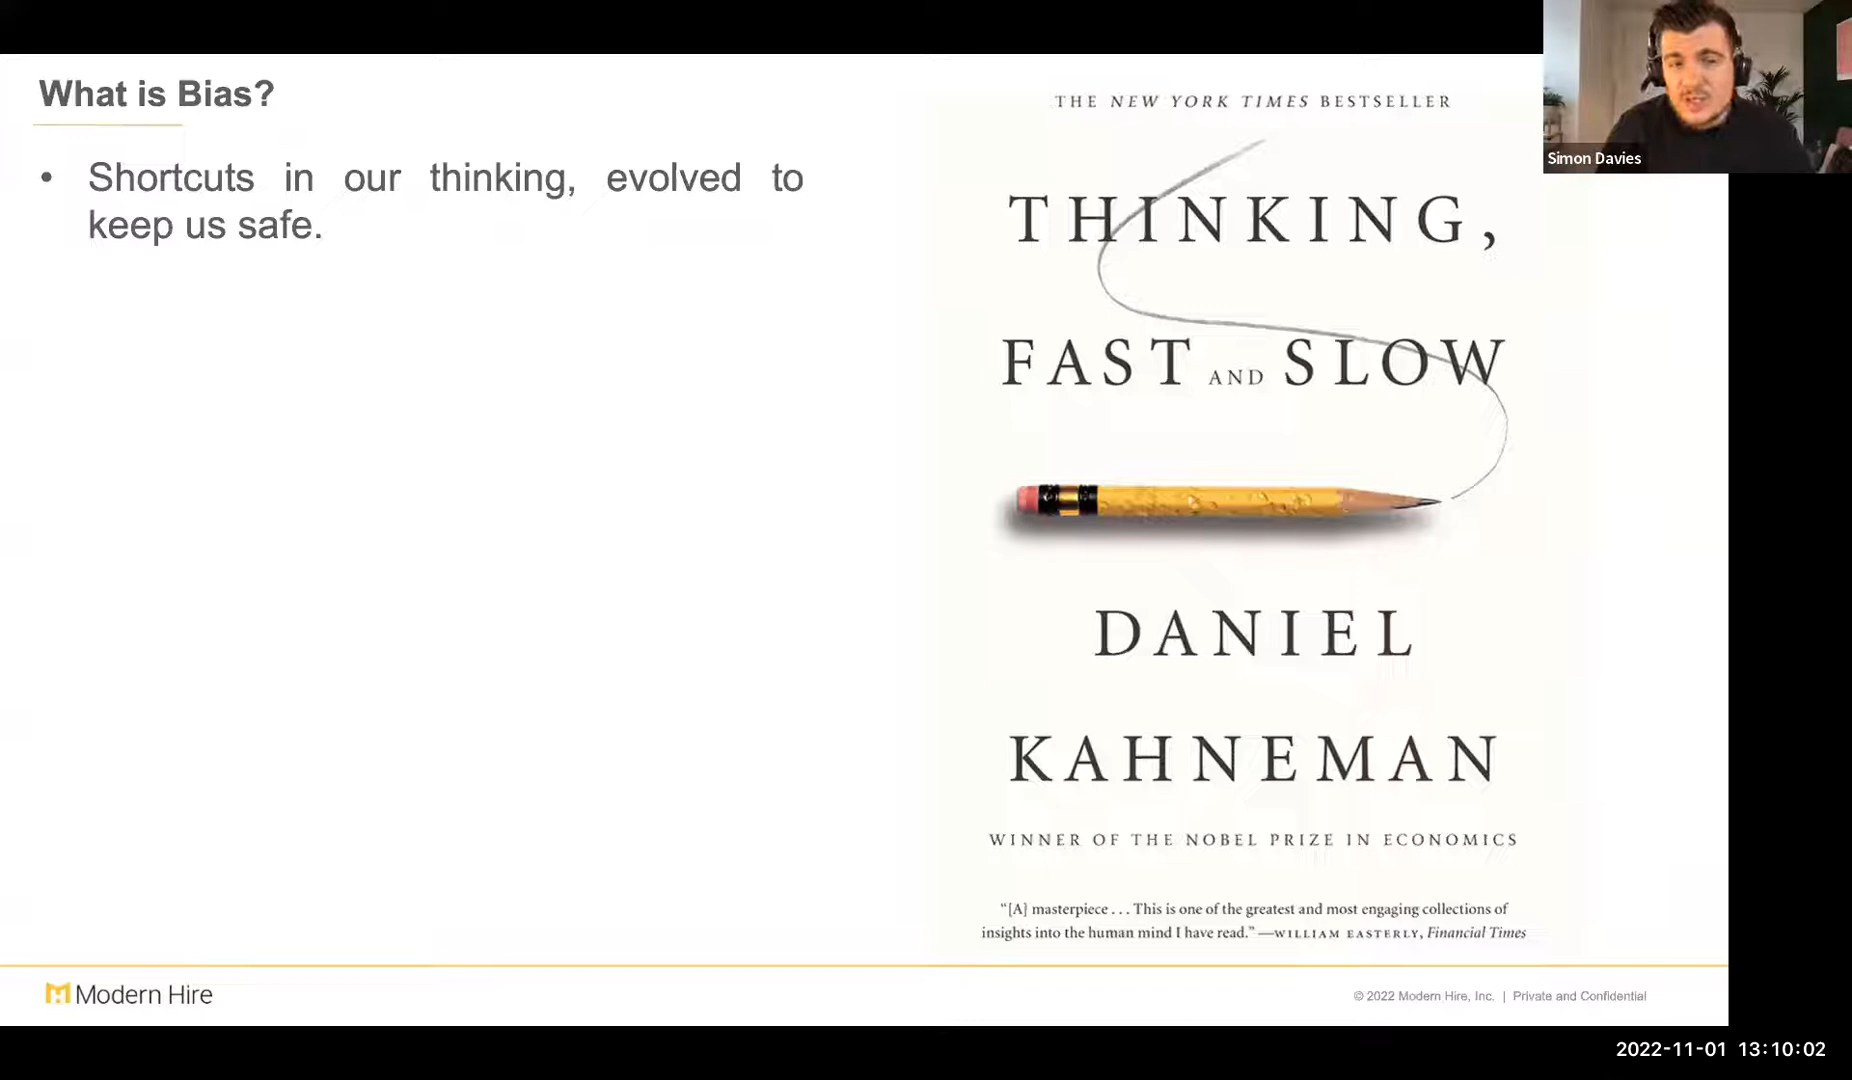 What is Bias?
• Shortcuts in our thinking, evolved to
keep us safe.
THE NEW YORK TIMES BESTSELLER
THINKING,
FAST AND SLOW
DANIEL
KAHNEMAN
WINNER OF THE NOBEL PRIZE IN ECONOMICS
“[A] masterpiece . . . This is one of the greatest and most engaging collections of
insights into the human mind I have read.” —WILLIAM EASTERLY, Financial Times
Simon Davies
Modern Hire
© 2022 Modern Hire, Inc. | Private and Confidential
2022-11-01 13:10:02